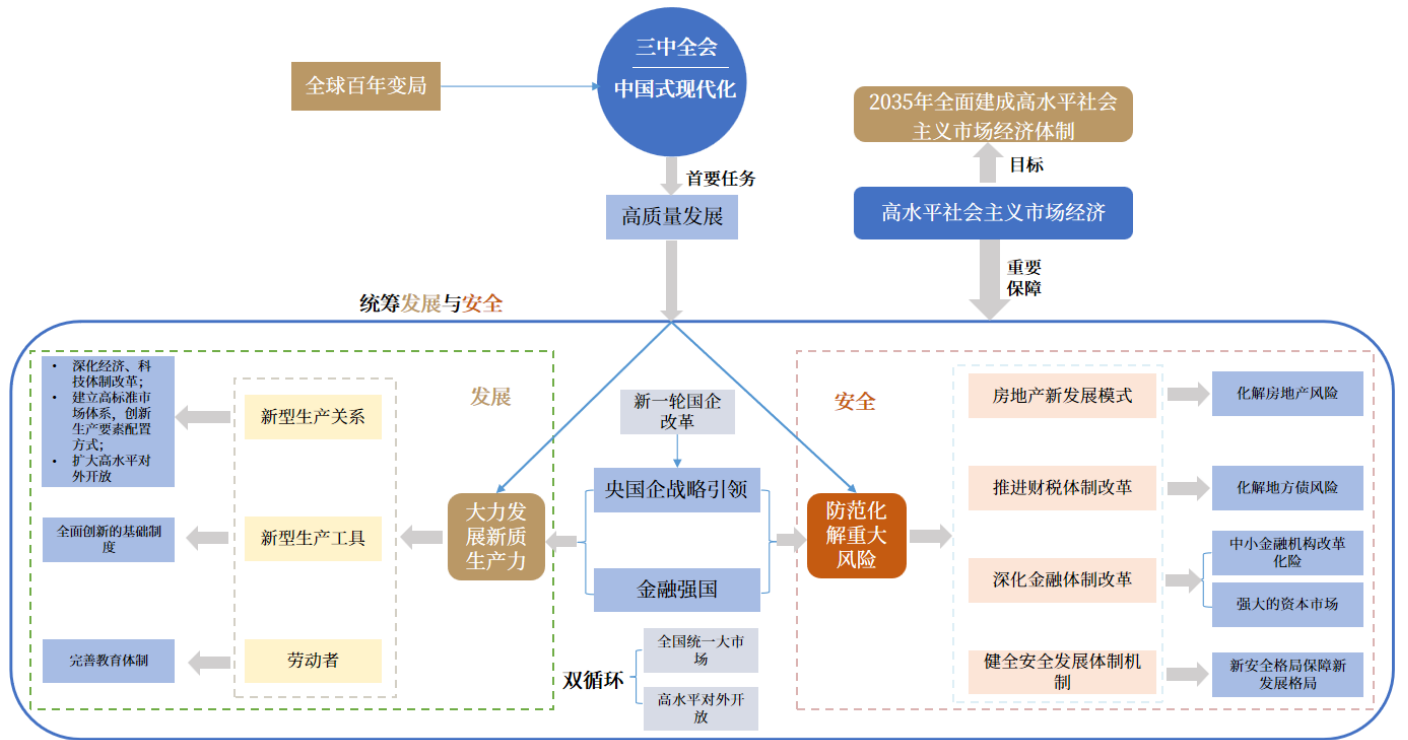 三中全会
中国式现代化
全球百年变局
2035年全面建成高水平社会
主义市场经济体制
目标
首要任务
高质量发展
高水平社会主义市场经济
重要
保障
统筹发展与安全
• 深化经济、科
技体制改革；
• 建立高标准市
场体系，创新
生产要素配置
方式；
• 扩大高水平对
外开放
新型生产关系
发展
全面创新的基础制
度
新型生产工具
完善教育体制
劳动者
大力发
展新质
生产力
新一轮国企
改革
央国企战略引领
金融强国
双循环
全国统一大市
场
高水平对外开
放
防范化
解重大
风险
安全
房地产新发展模式
化解房地产风险
推进财税体制改革
化解地方债风险
深化金融体制改革
中小金融机构改革
化险
强大的资本市场
健全安全发展体制机
制
新安全格局保障新
发展格局